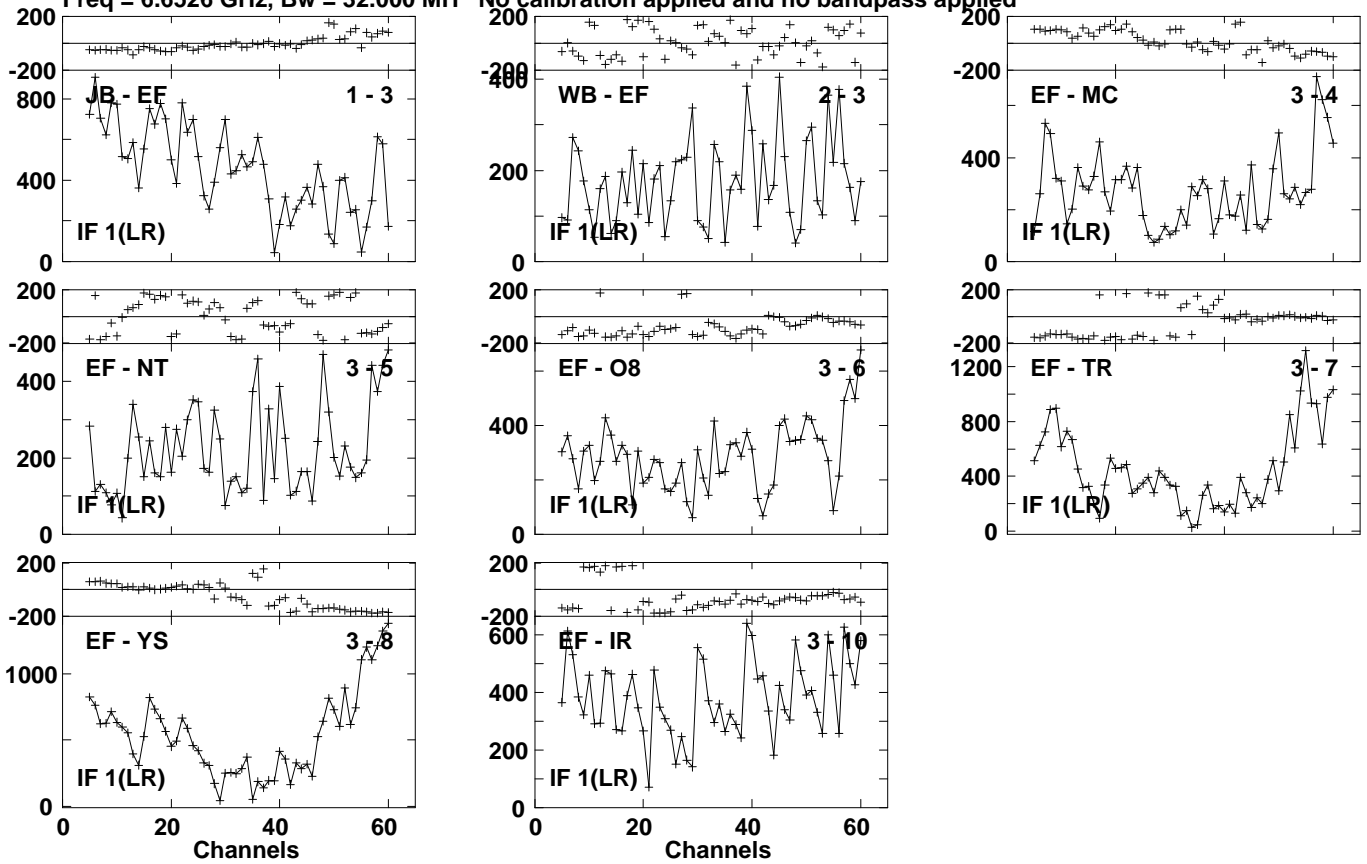 Freq = 6.6526 GHz, Bw = 32.000 MH No calibration applied and no bandpass applied
200
-200
JB - EF 1 - 3
800
400
IF 1(LR)
0
200
-200
400
WB - EF 2 - 3
200
IF 1(LR)
0
200
-200
EF - MC 3 - 4
400
IF 1(LR)
0
200
-200
EF - NT 3 - 5
400
200
IF 1(LR)
0
200
-200
EF - O8 3 - 6
400
IF 1(LR)
0
200
-200
EF - TR 3 - 7
1200
800
400
IF 1(LR)
0
200
-200
EF - YS 3 - 8
1000
IF 1(LR)
0
0 20 40 60
Channels
200
-200
EF - IR 3 - 10
600
400
200
IF 1(LR)
0
0 20 40 60
Channels